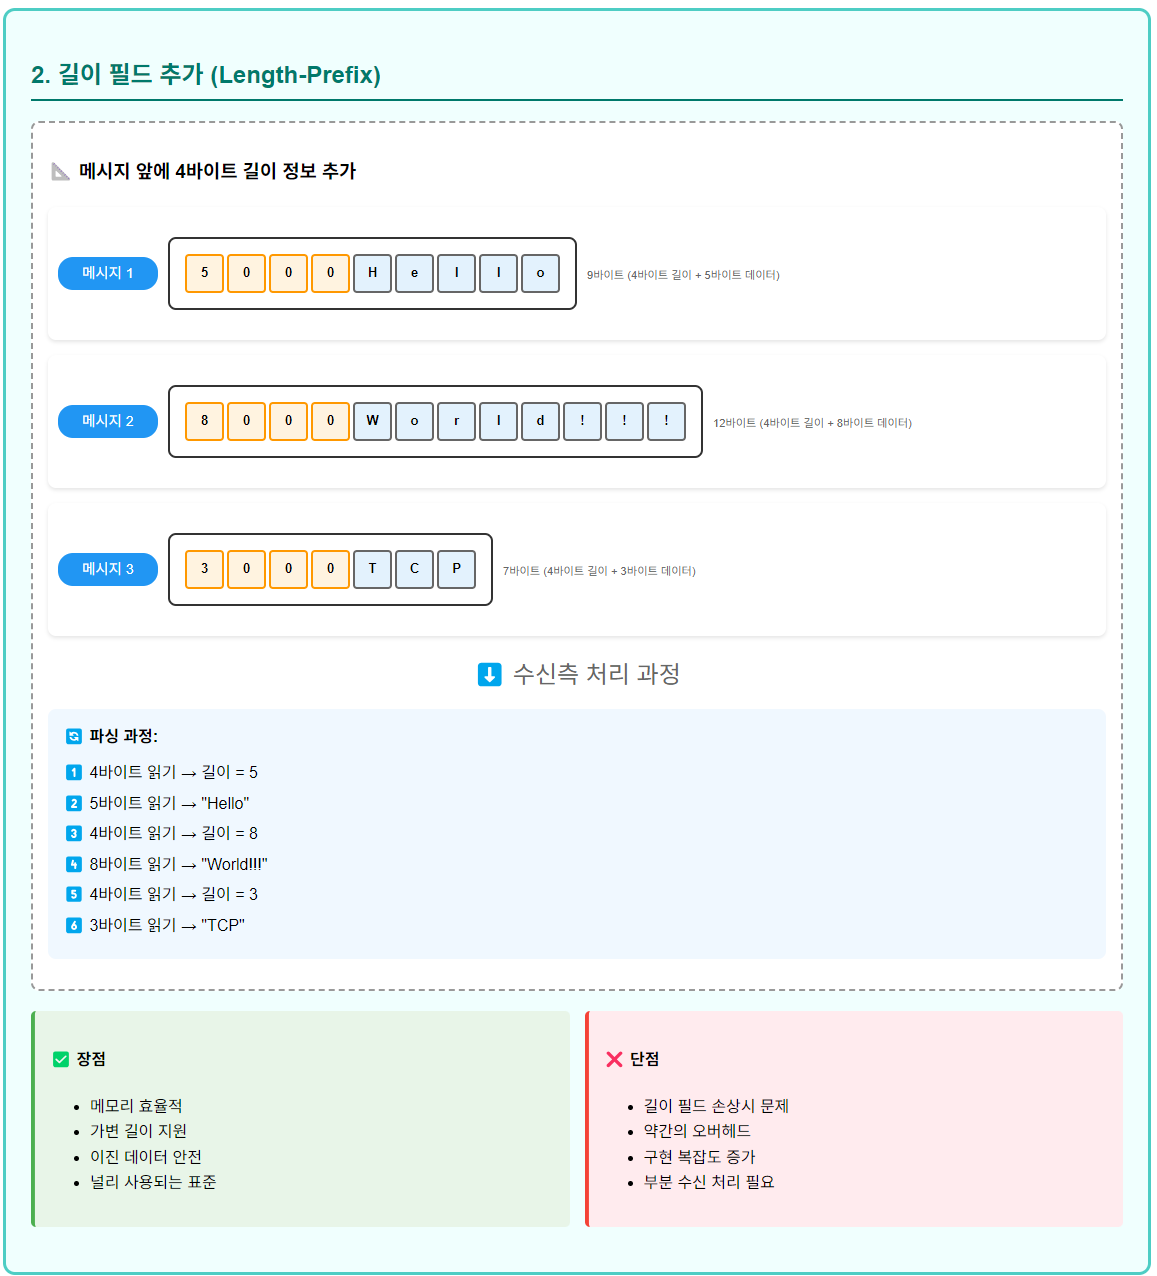 2. 길이 필드 추가 (Length-Prefix)
📐 메시지 앞에 4바이트 길이 정보 추가
메시지 1 5 0 0 0 H e l l o 9바이트 (4바이트 길이 + 5바이트 데이터)
메시지 2 8 0 0 0 W o r l d ! ! ! 12바이트 (4바이트 길이 + 8바이트 데이터)
메시지 3 3 0 0 0 T C P 7바이트 (4바이트 길이 + 3바이트 데이터)
⬇️ 수신측 처리 과정
🔄 파싱 과정:
1️⃣ 4바이트 읽기 → 길이 = 5
2️⃣ 5바이트 읽기 → "Hello"
3️⃣ 4바이트 읽기 → 길이 = 8
4️⃣ 8바이트 읽기 → "World!!!"
5️⃣ 4바이트 읽기 → 길이 = 3
6️⃣ 3바이트 읽기 → "TCP"
✅ 장점
• 메모리 효율적
• 가변 길이 지원
• 이진 데이터 안전
• 널리 사용되는 표준
❌ 단점
• 길이 필드 손상시 문제
• 약간의 오버헤드
• 구현 복잡도 증가
• 부분 수신 처리 필요